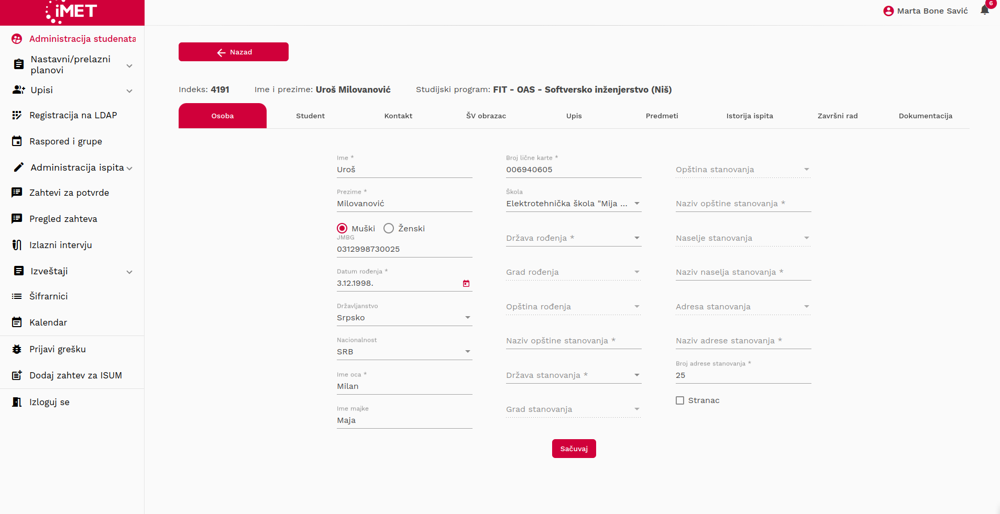 iMET
Marta Bone Savić
6
Administracija studenata
Nastavni/prelazni
planovi
Upisi
Registracija na LDAP
Raspored i grupe
Administracija ispita
Zahtevi za potvrde
Pregled zahteva
Izlazni intervju
Izveštaji
Šifrarnici
Kalendar
Prijavi grešku
Dodaj zahtev za ISUM
Izloguj se
Nazad
Indeks: 4191 Ime i prezime: Uroš Milovanović Studijski program: FIT - OAS - Softversko inženjerstvo (Niš)
Osoba Student Kontakt ŠV obrazac Upis Predmeti Istorija ispita Završni rad Dokumentacija
Ime *
Uroš
Prezime *
Milovanović
Muški Ženski
JMBG
0312998730025
Datum rođenja *
3.12.1998.
Državljanstvo
Srpsko
Nacionalnost
SRB
Ime oca *
Milan
Ime majke
Maja
Broj lične karte *
006940605
Škola
Elektrotehnička škola "Mija ...
Država rođenja *
Grad rođenja
Opština rođenja
Naziv opštine stanovanja *
Država stanovanja *
Grad stanovanja
Opština stanovanja
Naziv opštine stanovanja *
Naselje stanovanja
Naziv naselja stanovanja *
Adresa stanovanja
Naziv adrese stanovanja *
Broj adrese stanovanja *
25
Stranac
Sačuvaj